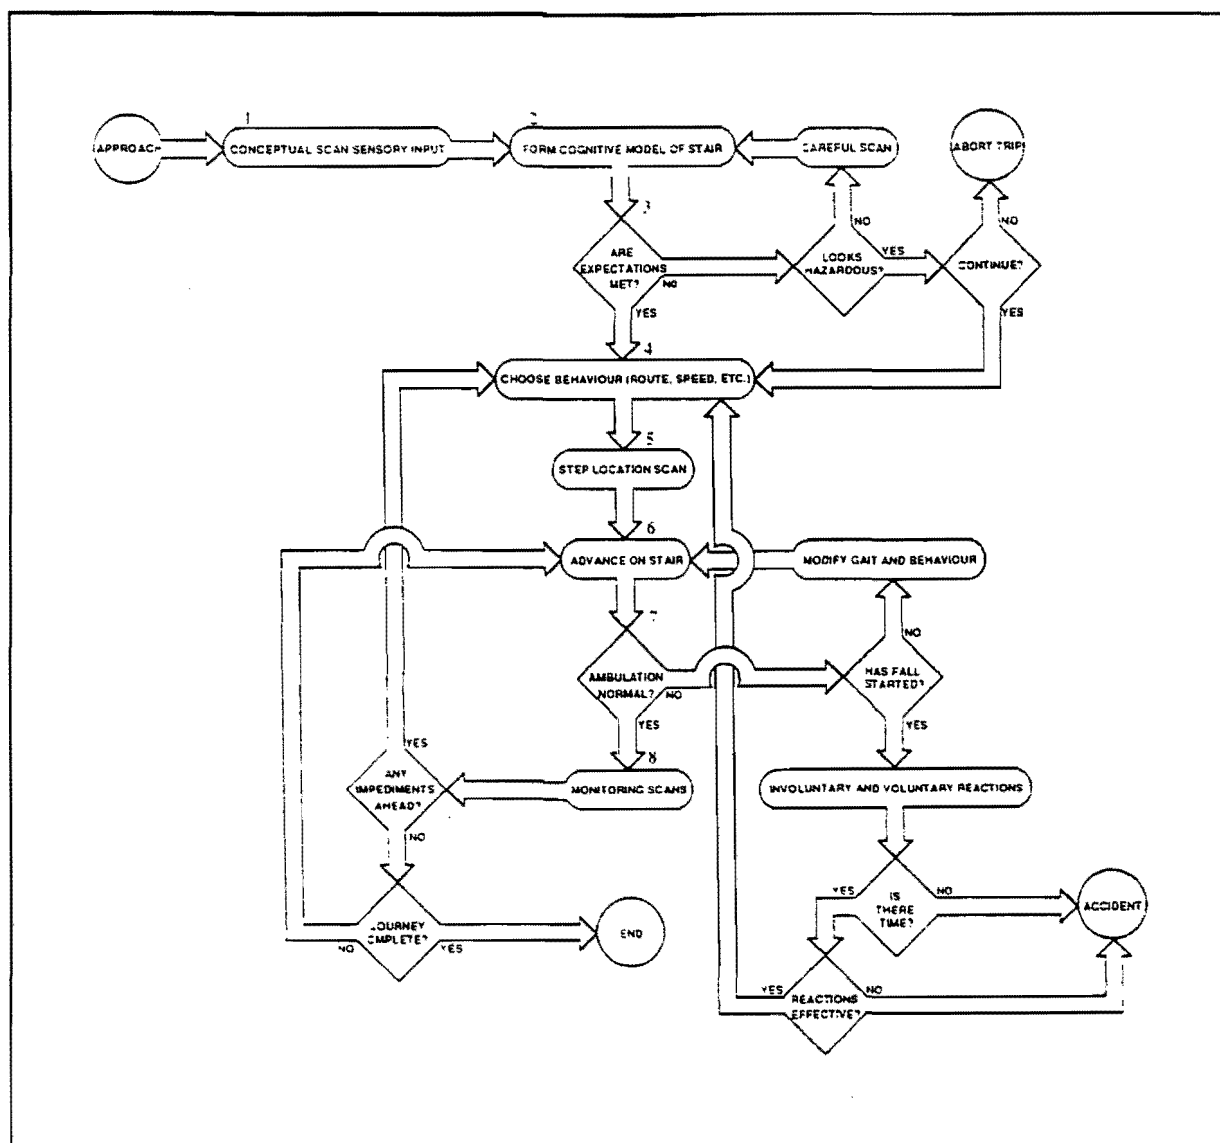 1
2
APPROACH
CONCEPTUAL SCAN SENSORY INPUT
FORM COGNITIVE MODEL OF STAIR
CAREFUL SCAN
ABORT TRIP
3
NO
NO
ARE
EXPECTATIONS
MET?
NO
LOOKS
HAZARDOUS?
YES
CONTINUE?
YES
YES
4
CHOOSE BEHAVIOUR (ROUTE, SPEED, ETC.)
5
STEP LOCATION SCAN
6
ADVANCE ON STAIR
MODIFY GAIT AND BEHAVIOUR
7
NO
AMBULATION
NORMAL?
NO
HAS FALL
STARTED?
YES
YES
YES
8
ANY
IMPEDIMENTS
AHEAD?
MONITORING SCANS
INVOLUNTARY AND VOLUNTARY REACTIONS
NO
YES
NO
IS
THERE
TIME?
ACCIDENT
JOURNEY
OMPLETE?
NO
YES
END
YES
NO
REACTIONS
EFFECTIVE?